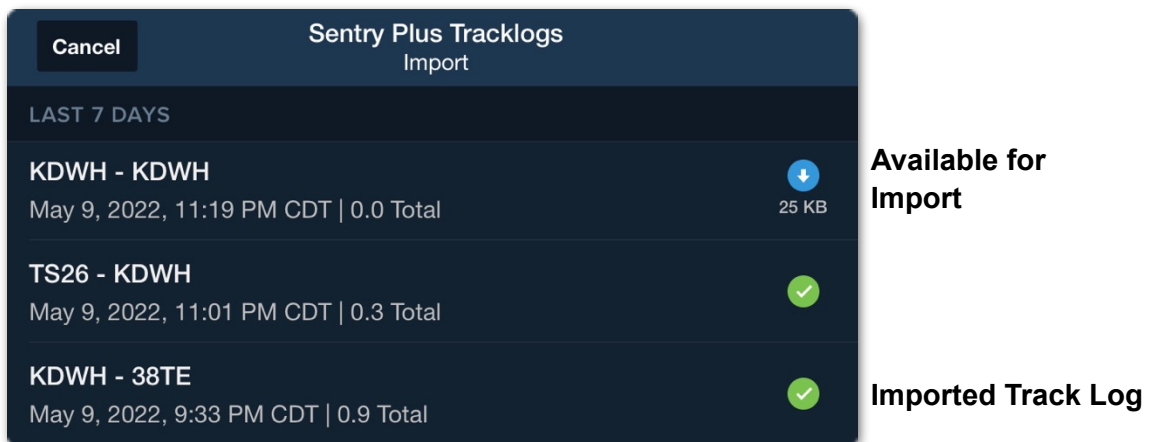 Cancel
Sentry Plus Tracklogs
Import
LAST 7 DAYS
KDWH - KDWH
May 9, 2022, 11:19 PM CDT | 0.0 Total
25 KB
Available for
Import
TS26 - KDWH
May 9, 2022, 11:01 PM CDT | 0.3 Total
KDWH - 38TE
May 9, 2022, 9:33 PM CDT | 0.9 Total
Imported Track Log